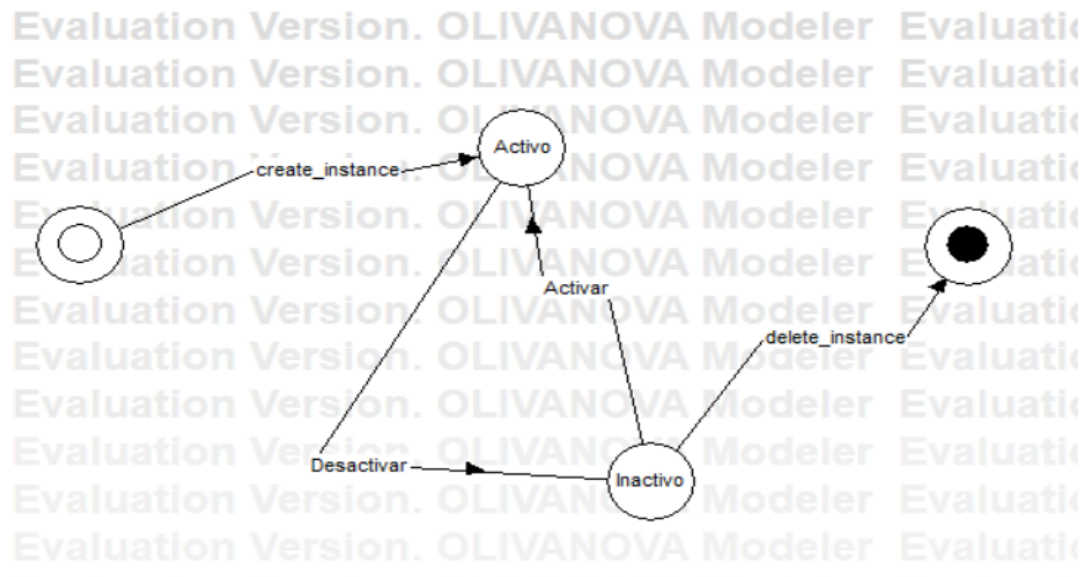 Evaluation Version. OLIVANOVA Modeler Evaluatio
Evaluation Version. OLIVANOVA Modeler Evaluatio
Evaluation Version. OLIVANOVA Modeler Evaluatio
Activo
Evaluation Version. OLIVANOVA Modeler Evaluatio
create_instance
Evaluation Version. OLIVANOVA Modeler Evaluatio
Evaluation Version. OLIVANOVA Modeler Evaluatio
Activar
Evaluation Version. OLIVANOVA Modeler Evaluatio
delete_instance
Evaluation Version. OLIVANOVA Modeler Evaluatio
Evaluation Version. OLIVANOVA Modeler Evaluatio
Evaluation Version. OLIVANOVA Modeler Evaluatio
Desactivar
Inactivo
Evaluation Version. OLIVANOVA Modeler Evaluatio
Evaluation Version. OLIVANOVA Modeler Evaluatio